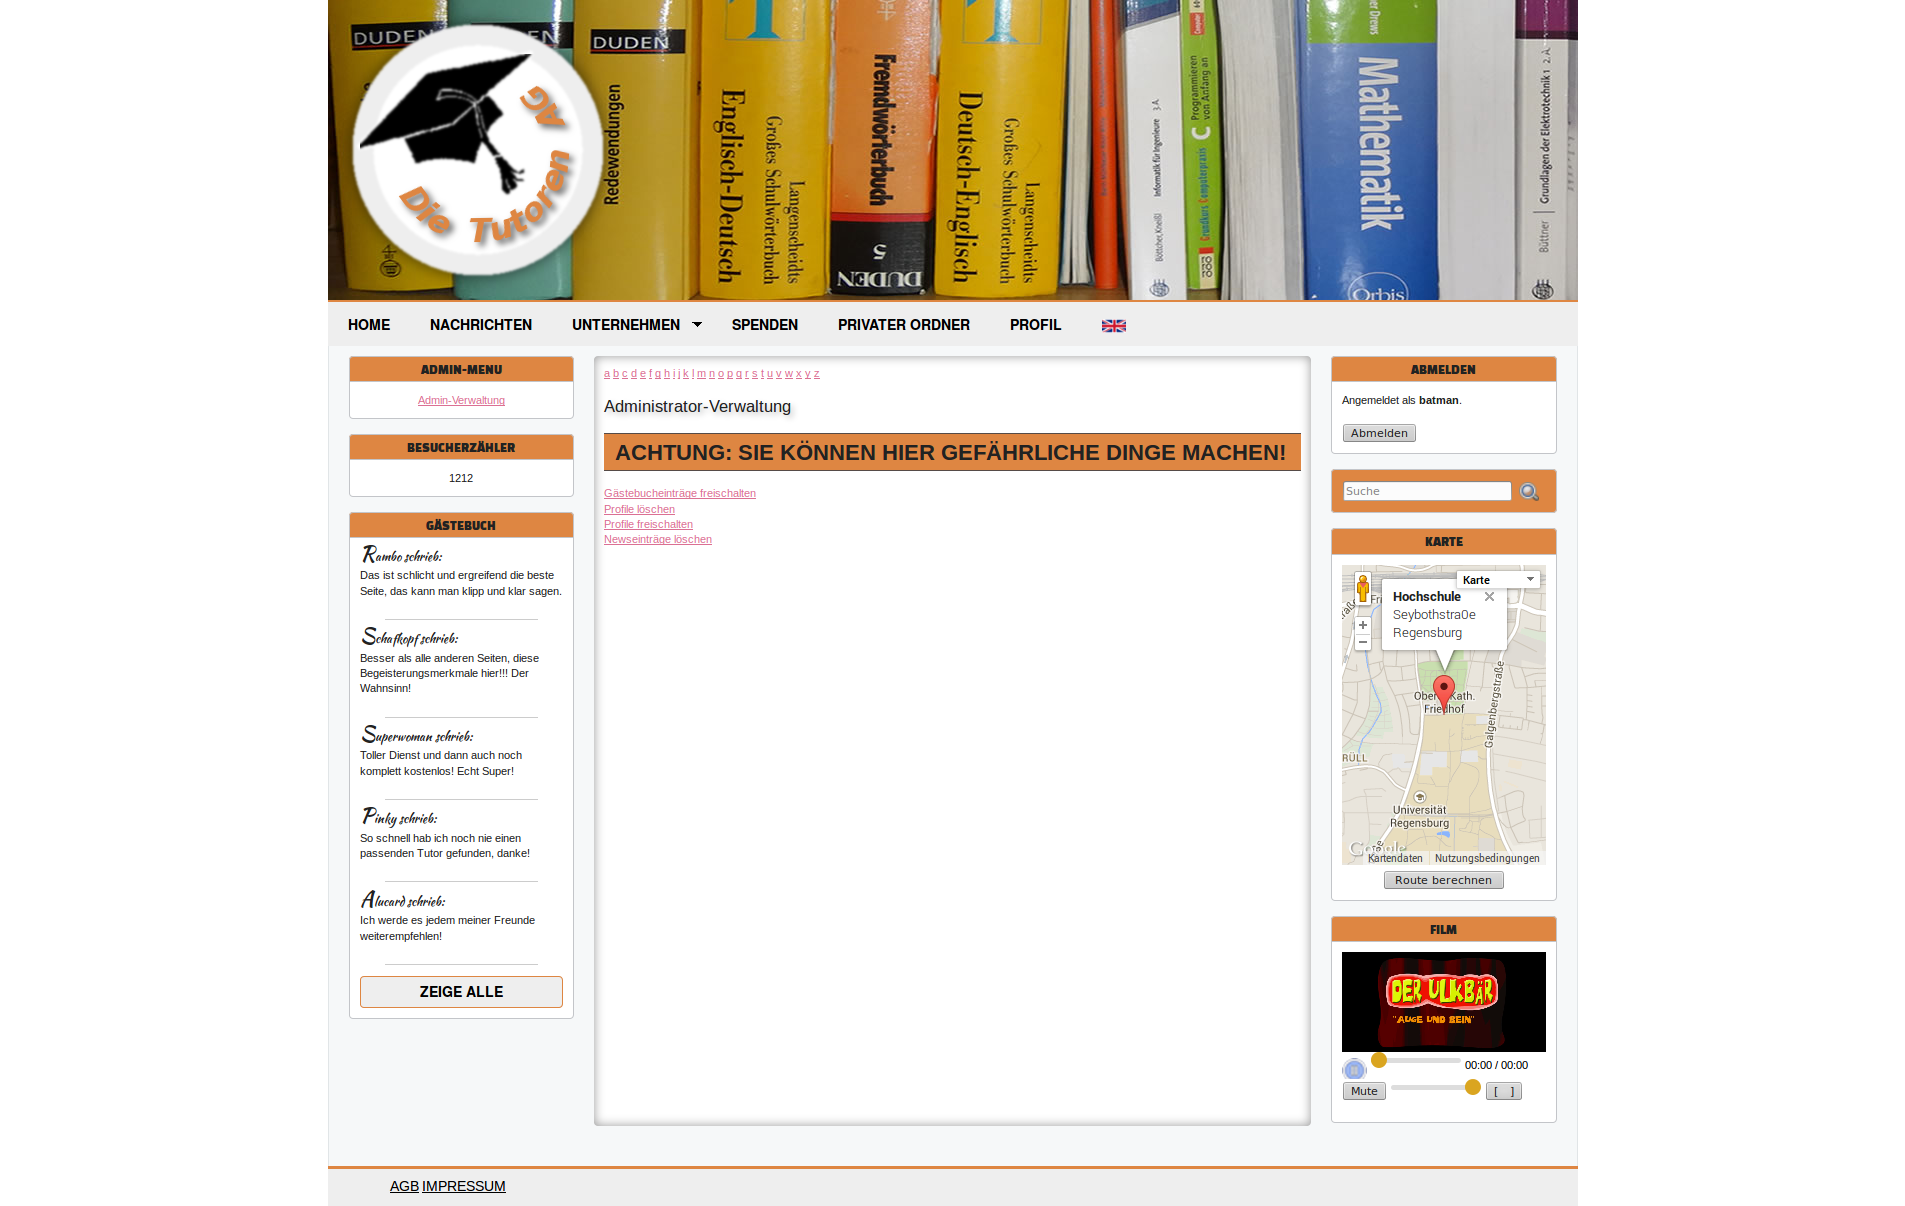 DUDEN
DUDEN
Redewendungen
Englisch-Deutsch
Großes Schulwörterbuch
Langenscheidts
Fremdwörterbuch
5
DUDEN
Deutsch-Englisch
Großes Schulwörterbuch
Langenscheidts
Informatik für Ingenieure 3.A.
Böttcher, Kneißl
Programmieren
von Anfang an
C
Grundkurs Computerpraxis
Mathematik
Orbis
Grundlagen der Elektrotechnik 1 2. A.
Büttner
Die Tutoren AG
HOME NACHRICHTEN UNTERNEHMEN SPENDEN PRIVATER ORDNER PROFIL
ADMIN-MENU
Admin-Verwaltung
BESUCHERZÄHLER
1212
GÄSTEBUCH
Rambo schrieb:
Das ist schlicht und ergreifend die beste
Seite, das kann man klipp und klar sagen.
Schafkopf schrieb:
Besser als alle anderen Seiten, diese
Begeisterungsmerkmale hier!!! Der
Wahnsinn!
Superwoman schrieb:
Toller Dienst und dann auch noch
komplett kostenlos! Echt Super!
Pinky schrieb:
So schnell hab ich noch nie einen
passenden Tutor gefunden, danke!
Alucard schrieb:
Ich werde es jedem meiner Freunde
weiterempfehlen!
ZEIGE ALLE
a b c d e f g h i j k l m n o p q r s t u v w x y z
Administrator-Verwaltung
ACHTUNG: SIE KÖNNEN HIER GEFÄHRLICHE DINGE MACHEN!
Gästebucheinträge freischalten
Profile löschen
Profile freischalten
Newseinträge löschen
ABMELDEN
Angemeldet als batman.
Abmelden
Suche
KARTE
Karte
Hochschule
Seybothstra0e
Regensburg
Galgenbergstraße
RÜLL
Universität
Regensburg
Google
Kartendaten Nutzungsbedingungen
Route berechnen
FILM
DER ULKBÄR
"AUGE UND BEIN"
00:00 / 00:00
Mute
[ ]
AGB IMPRESSUM